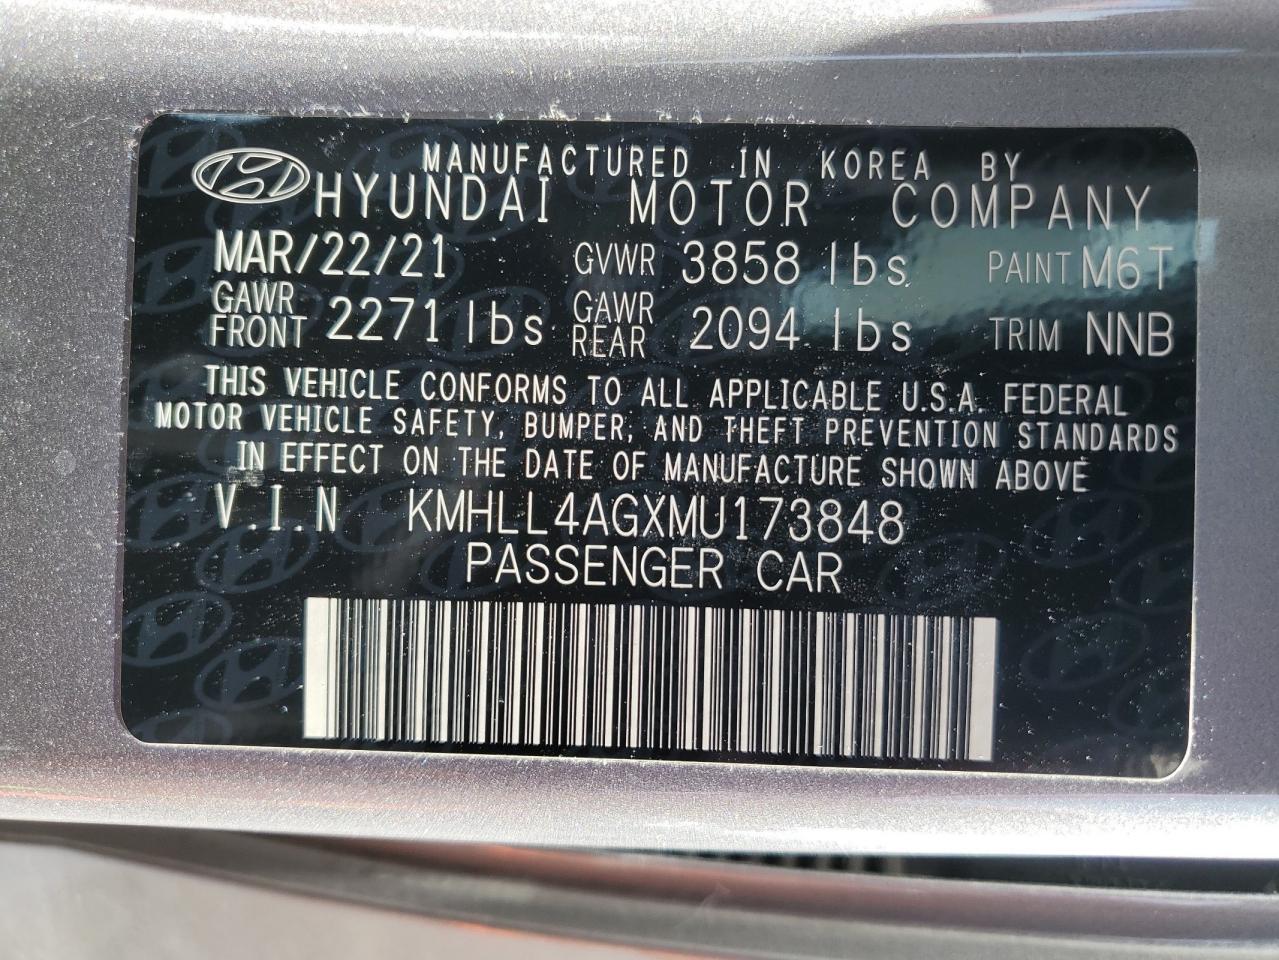 MANUFACTURED IN KOREA BY
HYUNDAI MOTOR COMPANY
MAR/22/21 GVWR 3858 lbs PAINT M6T
GAWR FRONT 2271 lbs GAWR REAR 2094 lbs TRIM NNB
THIS VEHICLE CONFORMS TO ALL APPLICABLE U.S.A. FEDERAL
MOTOR VEHICLE SAFETY, BUMPER, AND THEFT PREVENTION STANDARDS
IN EFFECT ON THE DATE OF MANUFACTURE SHOWN ABOVE
V.I.N KMHLL4AGXMU173848
PASSENGER CAR